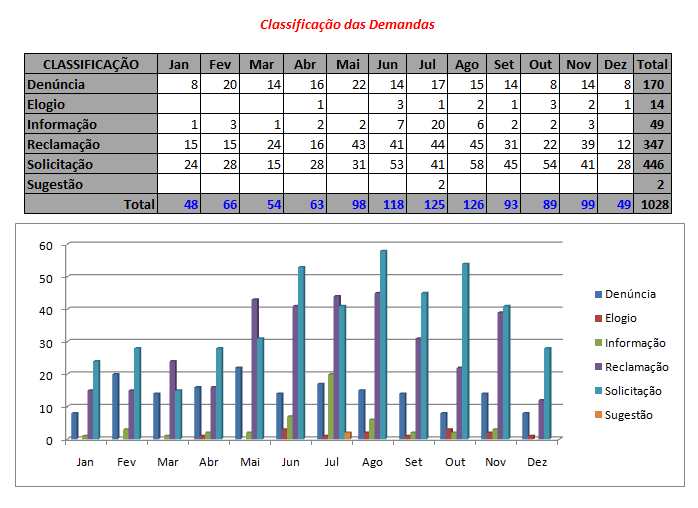 Classificação das Demandas
CLASSIFICAÇÃO Jan Fev Mar Abr Mai Jun Jul Ago Set Out Nov Dez Total
Denúncia 8 20 14 16 22 14 17 15 14 8 14 8 170
Elogio 1 3 1 2 1 3 2 1 14
Informação 1 3 1 2 2 7 20 6 2 2 3 49
Reclamação 15 15 24 16 43 41 44 45 31 22 39 12 347
Solicitação 24 28 15 28 31 53 41 58 45 54 41 28 446
Sugestão 2 2
Total 48 66 54 63 98 118 125 126 93 89 99 49 1028
60
50
40
30
20
10
0
Jan Fev Mar Abr Mai Jun Jul Ago Set Out Nov Dez
Denúncia
Elogio
Informação
Reclamação
Solicitação
Sugestão